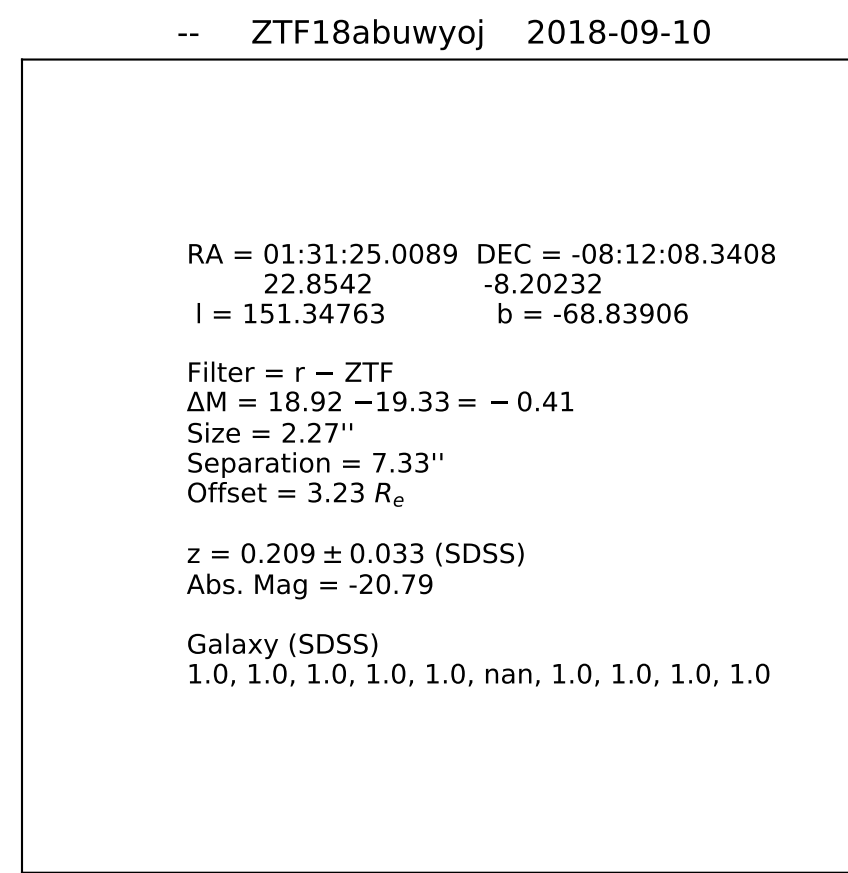 --     ZTF18abuwyoj    2018-09-10
RA = 01:31:25.0089  DEC = -08:12:08.3408
22.8542              -8.20232
l = 151.34763              b = -68.83906
Filter = r − ZTF
ΔM = 18.92 −19.33 = − 0.41
Size = 2.27''
Separation = 7.33''
Offset = 3.23 Rₑ
z = 0.209 ± 0.033 (SDSS)
Abs. Mag = -20.79
Galaxy (SDSS)
1.0, 1.0, 1.0, 1.0, 1.0, nan, 1.0, 1.0, 1.0, 1.0